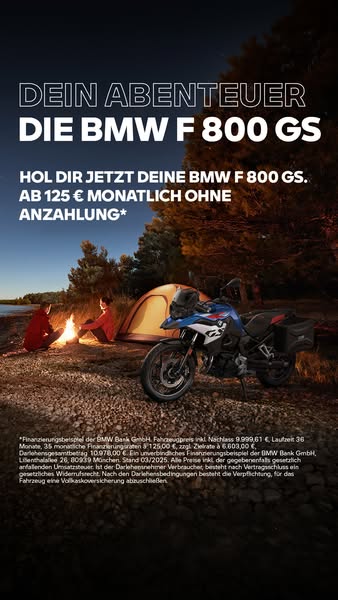 DEIN ABENTEUER
DIE BMW F 800 GS
HOL DIR JETZT DEINE BMW F 800 GS.
AB 125 € MONATLICH OHNE
ANZAHLUNG*
*Finanzierungsbeispiel der BMW Bank GmbH. Fahrzeugpreis inkl. Nachlass 9.999,61 €, Laufzeit 36
Monate, 35 monatliche Finanzierungsraten à 125,00 €, zzgl. Zielrate à 6.603,00 €,
Darlehensgesamtbetrag 10.978,00 €. Ein unverbindliches Finanzierungsbeispiel der BMW Bank GmbH,
Lilienthalallee 26, 80939 München. Stand 03/2025. Alle Preise inkl. der gegebenenfalls gesetzlich
anfallenden Umsatzsteuer. Ist der Darlehensnehmer Verbraucher, besteht nach Vertragsschluss ein
gesetzliches Widerrufsrecht. Nach den Darlehensbedingungen besteht die Verpflichtung, für das
Fahrzeug eine Vollkaskoversicherung abzuschließen.